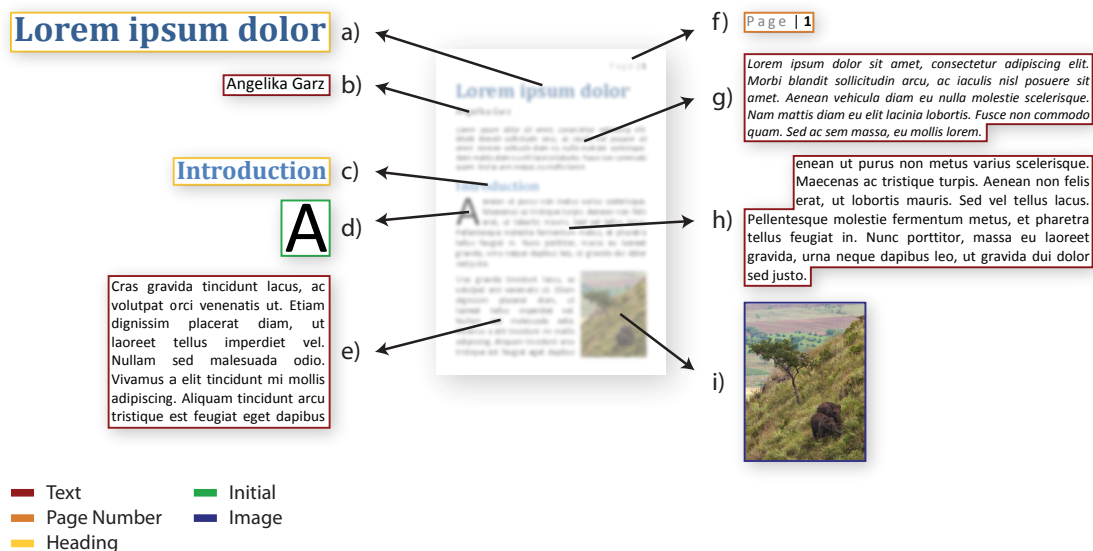 Lorem ipsum dolor
a)
Angelika Garz
b)
Introduction
c)
A
d)
Cras gravida tincidunt lacus, ac
volutpat orci venenatis ut. Etiam
dignissim placerat diam, ut
laoreet tellus imperdiet vel.
Nullam sed malesuada odio.
Vivamus a elit tincidunt mi mollis
adipiscing. Aliquam tincidunt arcu
tristique est feugiat eget dapibus
e)
Page | 1
Lorem ipsum dolor
Introduction
A
f)
Page | 1
g)
Lorem ipsum dolor sit amet, consectetur adipiscing elit.
Morbi blandit sollicitudin arcu, ac iaculis nisl posuere sit
amet. Aenean vehicula diam eu nulla molestie scelerisque.
Nam mattis diam eu elit lacinia lobortis. Fusce non commodo
quam. Sed ac sem massa, eu mollis lorem.
h)
enean ut purus non metus varius scelerisque.
Maecenas ac tristique turpis. Aenean non felis
erat, ut lobortis mauris. Sed vel tellus lacus.
Pellentesque molestie fermentum metus, et pharetra
tellus feugiat in. Nunc porttitor, massa eu laoreet
gravida, urna neque dapibus leo, ut gravida dui dolor
sed justo.
i)
Text
Page Number
Heading
Initial
Image